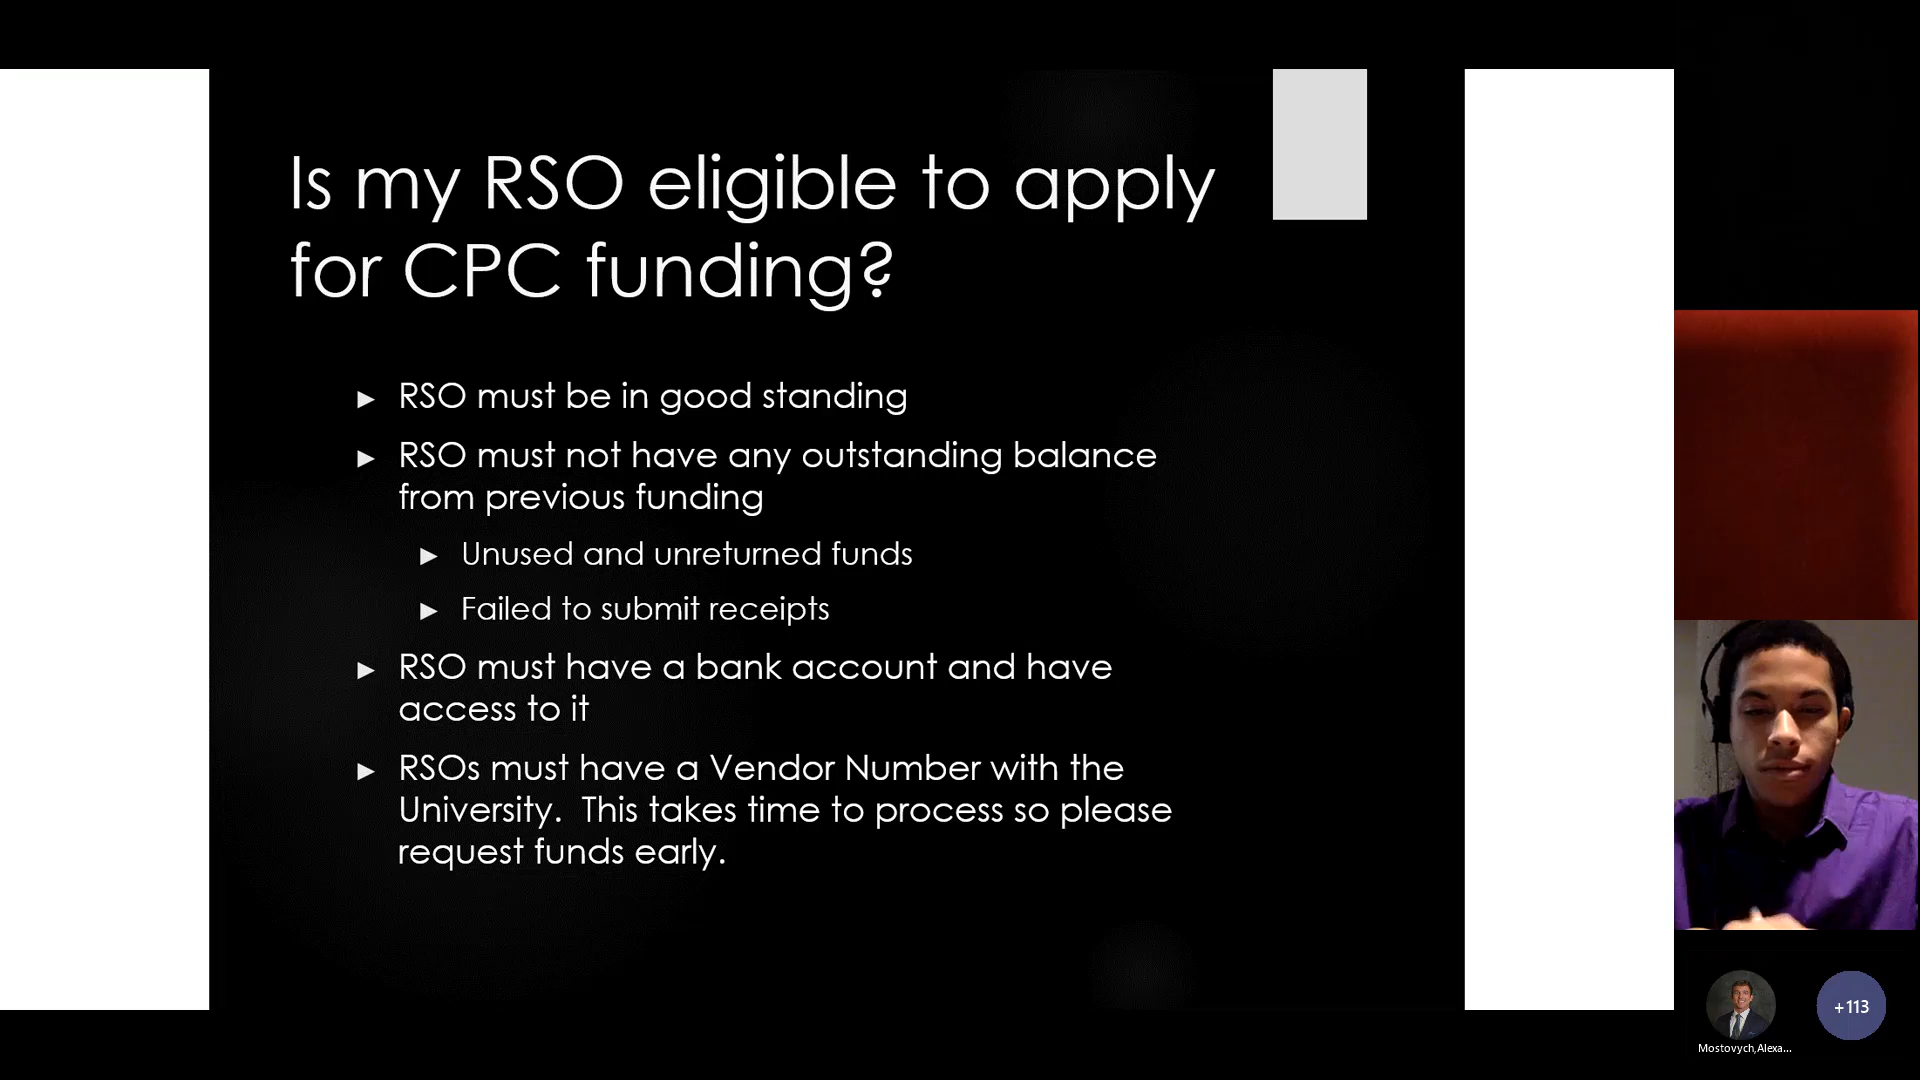 Is my RSO eligible to apply
for CPC funding?
► RSO must be in good standing
► RSO must not have any outstanding balance
from previous funding
► Unused and unreturned funds
► Failed to submit receipts
► RSO must have a bank account and have
access to it
► RSOs must have a Vendor Number with the
University.  This takes time to process so please
request funds early.
+113
Mostovych,Alexa...